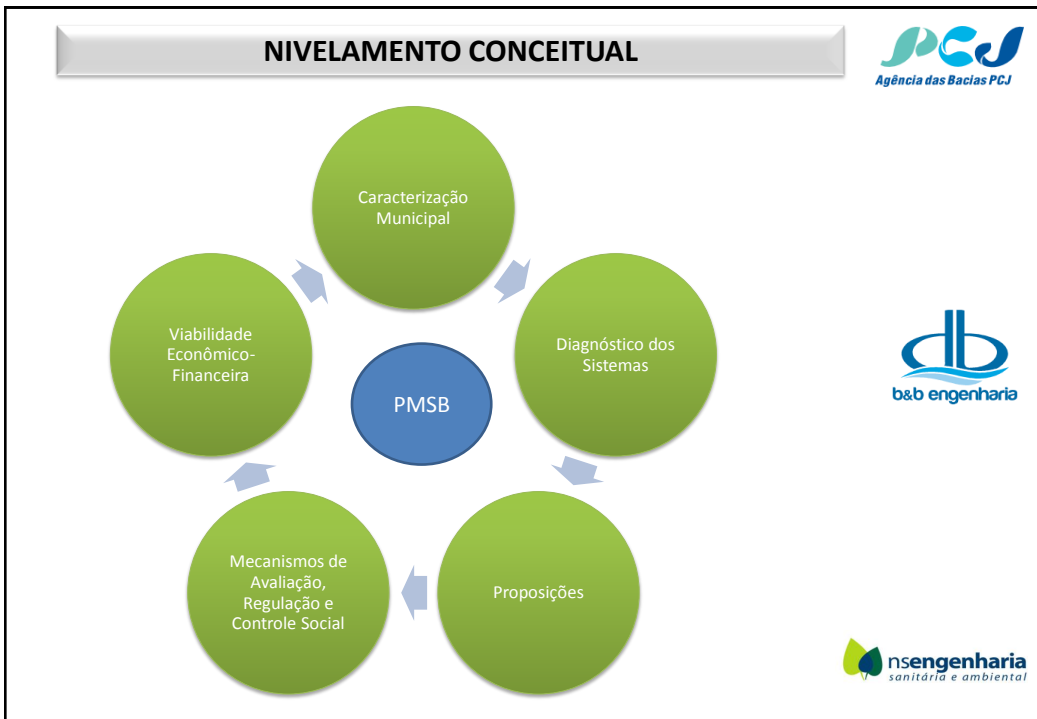 NIVELAMENTO CONCEITUAL
PCJ
Agência das Bacias PCJ
Caracterização
Municipal
Viabilidade
Econômico-
Financeira
Diagnóstico dos
Sistemas
PMSB
b&b engenharia
Mecanismos de
Avaliação,
Regulação e
Controle Social
Proposições
nsengenharia
sanitária e ambiental